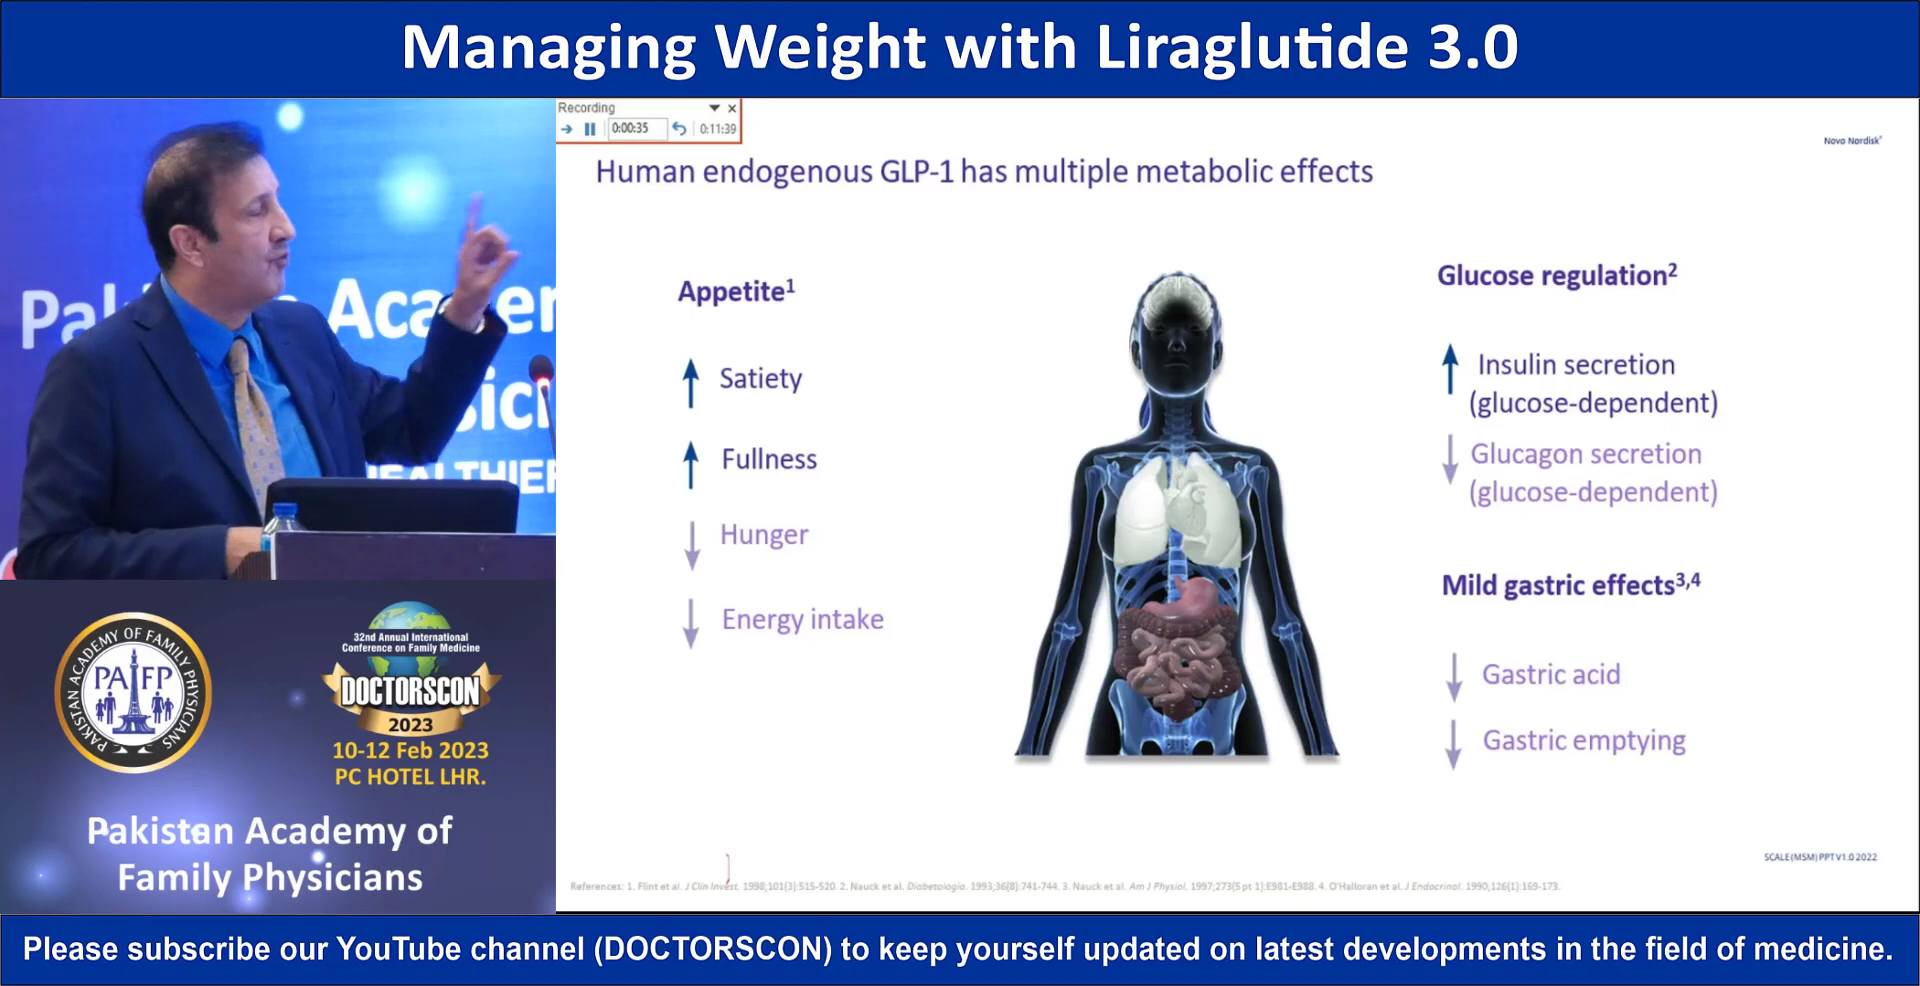 Managing Weight with Liraglutide 3.0
Recording
0:00:35
0:11:39
Novo Nordisk®
Human endogenous GLP-1 has multiple metabolic effects
Appetite¹
Satiety
Fullness
Hunger
Energy intake
Glucose regulation²
Insulin secretion
(glucose-dependent)
Glucagon secretion
(glucose-dependent)
Mild gastric effects³,⁴
Gastric acid
Gastric emptying
SCALE (MSM) PPT V1.0 2022
References: 1. Flint et al. J Clin Invest. 1998;101(3):515-520. 2. Nauck et al. Diabetologia. 1993;36(8):741-744. 3. Nauck et al. Am J Physiol. 1997;273(5 pt 1):E981-E988. 4. O'Halloran et al. J Endocrinol. 1990;126(1):169-173.
Acade
sici
HEALTHIER
PAKISTAN ACADEMY OF FAMILY PHYSICIANS
PAFP
32nd Annual International
Conference on Family Medicine
DOCTORSCON
2023
10-12 Feb 2023
PC HOTEL LHR.
Pakistan Academy of
Family Physicians
Please subscribe our YouTube channel (DOCTORSCON) to keep yourself updated on latest developments in the field of medicine.